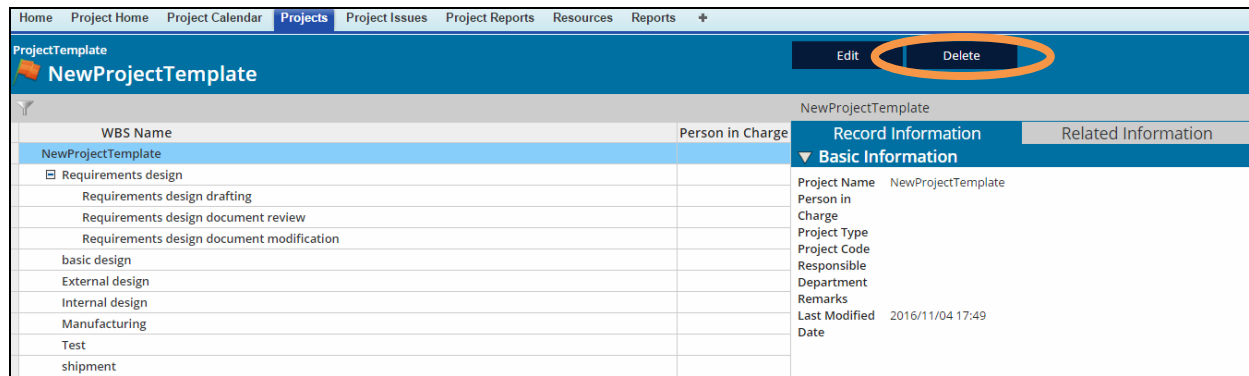 Home Project Home Project Calendar Projects Project Issues Project Reports Resources Reports +
ProjectTemplate
NewProjectTemplate
Edit Delete
WBS Name Person in Charge
NewProjectTemplate
Requirements design
Requirements design drafting
Requirements design document review
Requirements design document modification
basic design
External design
Internal design
Manufacturing
Test
shipment
NewProjectTemplate
Record Information Related Information
Basic Information
Project Name NewProjectTemplate
Person in
Charge
Project Type
Project Code
Responsible
Department
Remarks
Last Modified 2016/11/04 17:49
Date